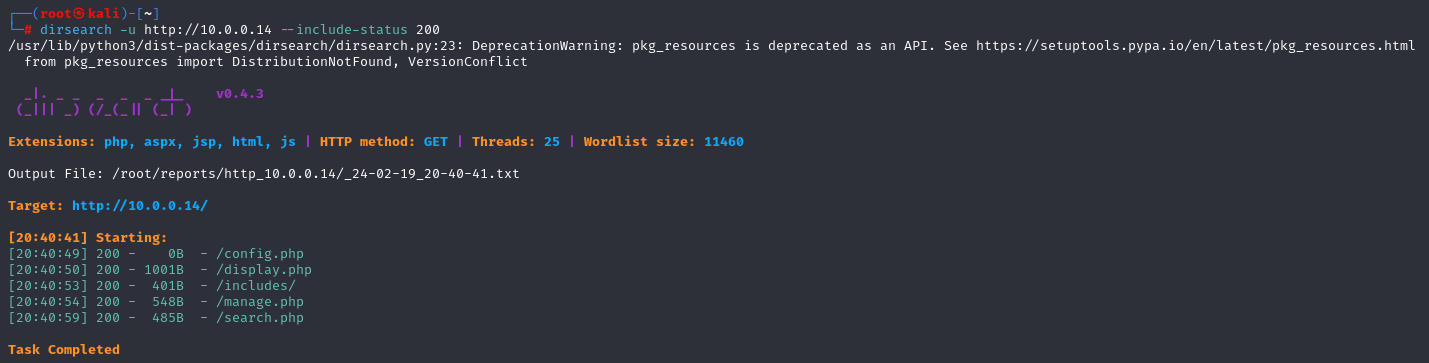 ┌──(root㉿kali)-[~]
└─# dirsearch -u http://10.0.0.14 --include-status 200
/usr/lib/python3/dist-packages/dirsearch/dirsearch.py:23: DeprecationWarning: pkg_resources is deprecated as an API. See https://setuptools.pypa.io/en/latest/pkg_resources.html
  from pkg_resources import DistributionNotFound, VersionConflict
  _|. _ _  _  _  _ _|_    v0.4.3
 (_||| _) (/_(_|| (_| )
Extensions: php, aspx, jsp, html, js | HTTP method: GET | Threads: 25 | Wordlist size: 11460
Output File: /root/reports/http_10.0.0.14/_24-02-19_20-40-41.txt
Target: http://10.0.0.14/
[20:40:41] Starting:
[20:40:49] 200 -    0B  - /config.php
[20:40:50] 200 - 1001B  - /display.php
[20:40:53] 200 -  401B  - /includes/
[20:40:54] 200 -  548B  - /manage.php
[20:40:59] 200 -  485B  - /search.php
Task Completed